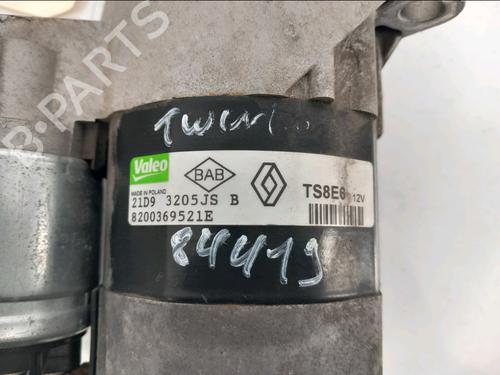 Twingo
Valeo
BAB
MADE IN POLAND
TS8E6 12V
21D9 3205JS B
8200369521E
84419
B-PARTS